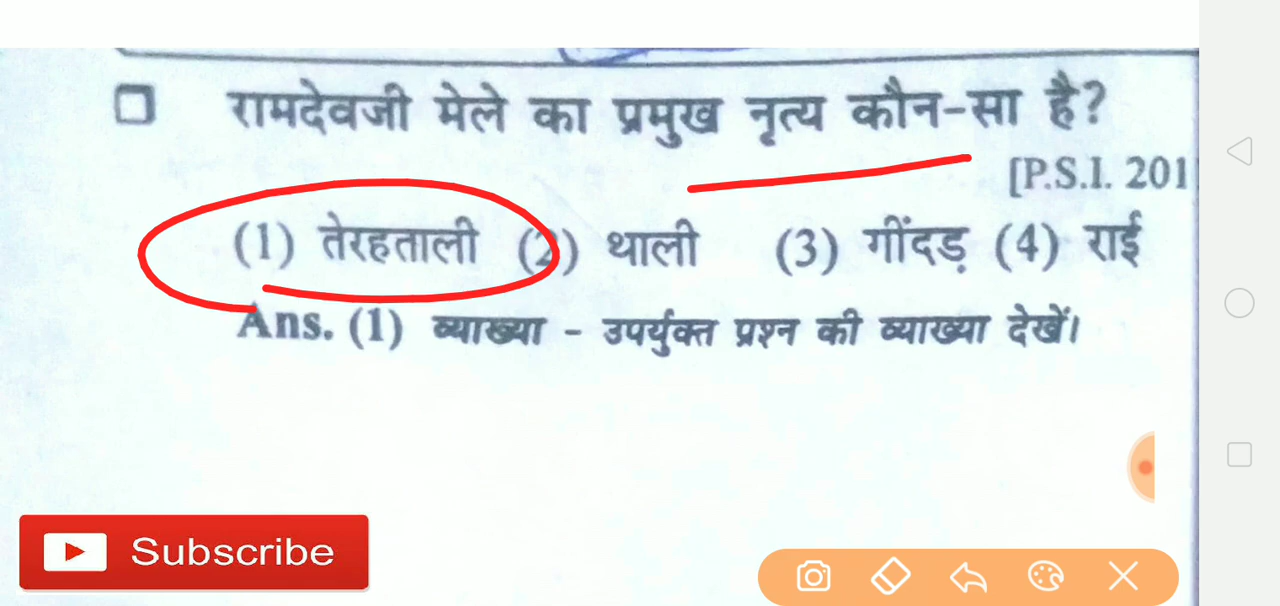 □ रामदेवजी मेले का प्रमुख नृत्य कौन-सा है?
[P.S.I. 201
(1) तेरहताली (2) थाली (3) गींदड़ (4) राई
Ans. (1) व्याख्या - उपर्युक्त प्रश्न की व्याख्या देखें।
Subscribe